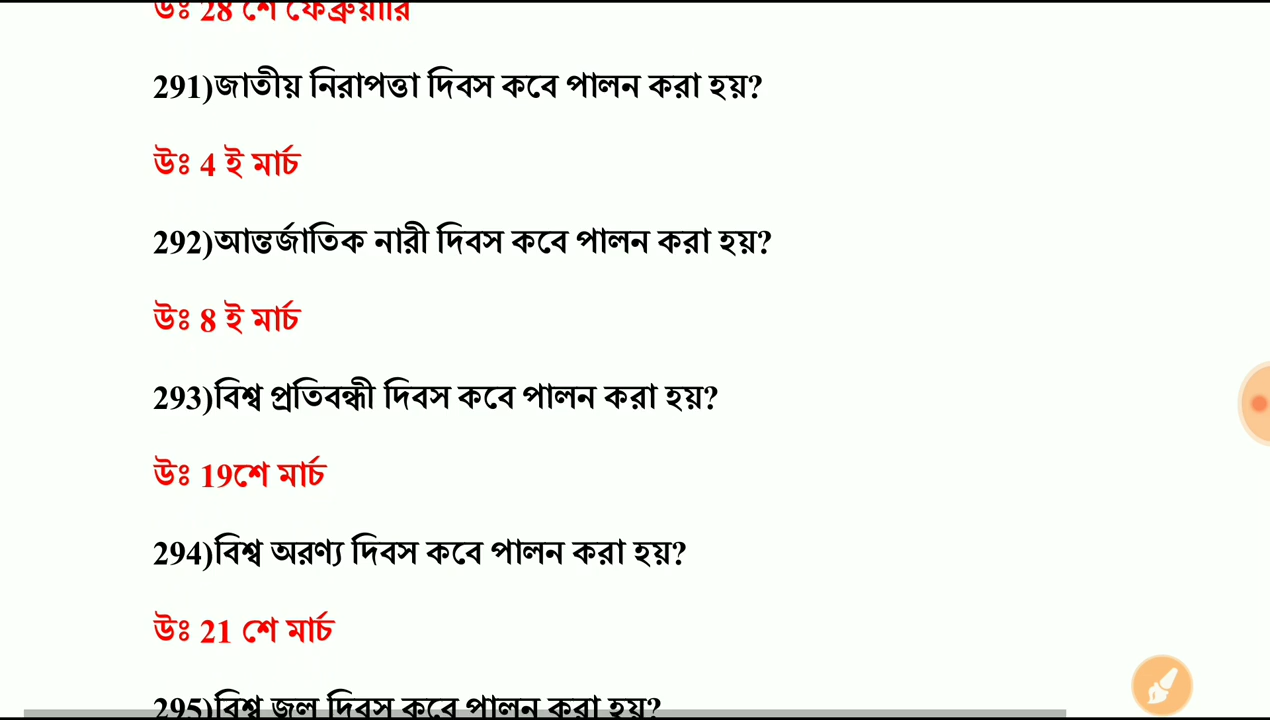 উঃ 28 শে ফেব্রুয়ারি
291)জাতীয় নিরাপত্তা দিবস কবে পালন করা হয়?
উঃ 4 ই মার্চ
292)আন্তর্জাতিক নারী দিবস কবে পালন করা হয়?
উঃ 8 ই মার্চ
293)বিশ্ব প্রতিবন্ধী দিবস কবে পালন করা হয়?
উঃ 19শে মার্চ
294)বিশ্ব অরণ্য দিবস কবে পালন করা হয়?
উঃ 21 শে মার্চ
295)বিশ্ব জল দিবস কবে পালন করা হয়?